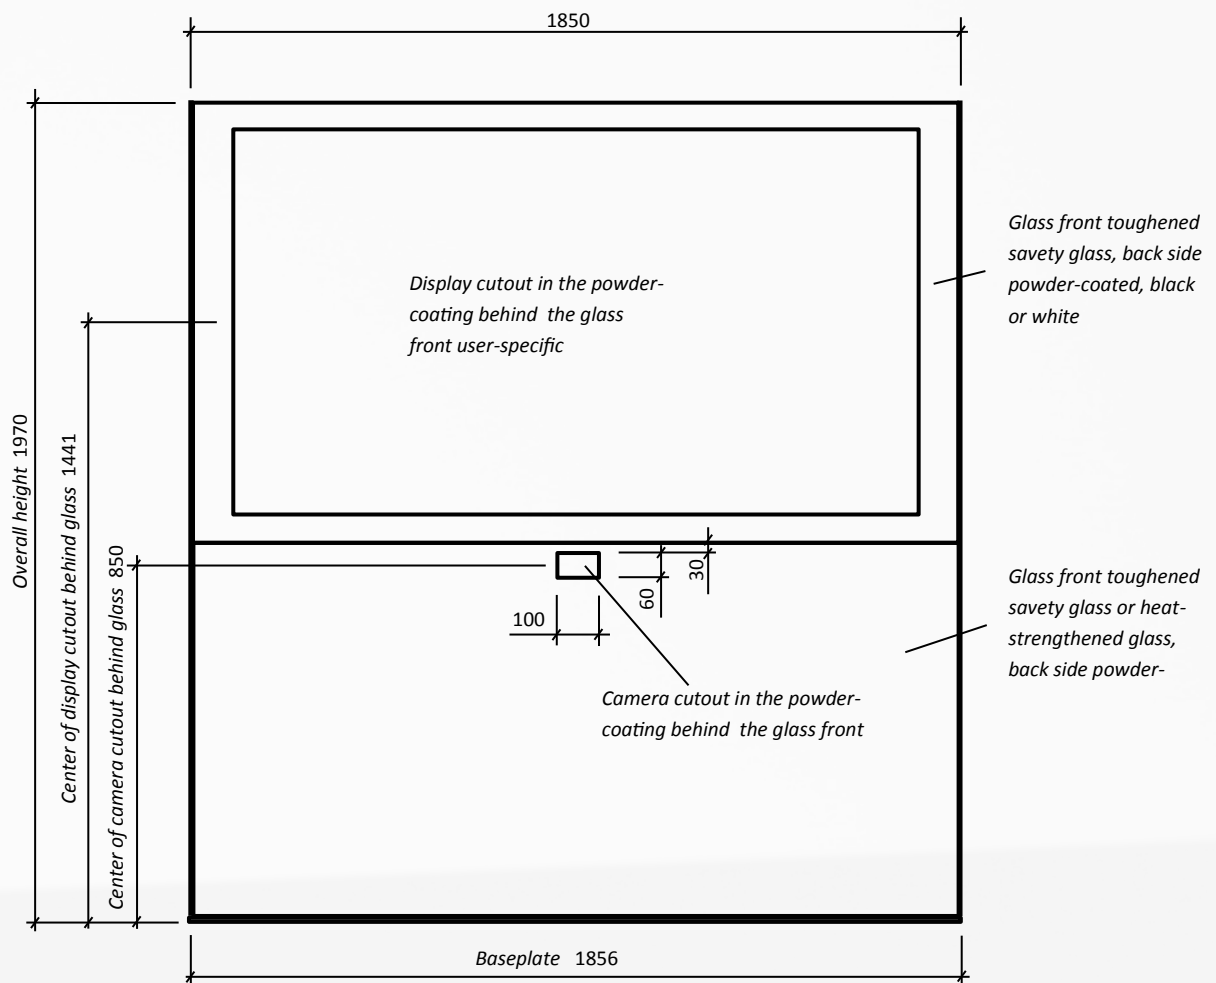 1850
Glass front toughened
savety glass, back side
powder-coated, black
or white
Display cutout in the powder-
coating behind the glass
front user-specific
Overall height 1970
Center of display cutout behind glass 1441
Center of camera cutout behind glass 850
30
60
100
Glass front toughened
savety glass or heat-
strengthened glass,
back side powder-
Camera cutout in the powder-
coating behind the glass front
Baseplate 1856